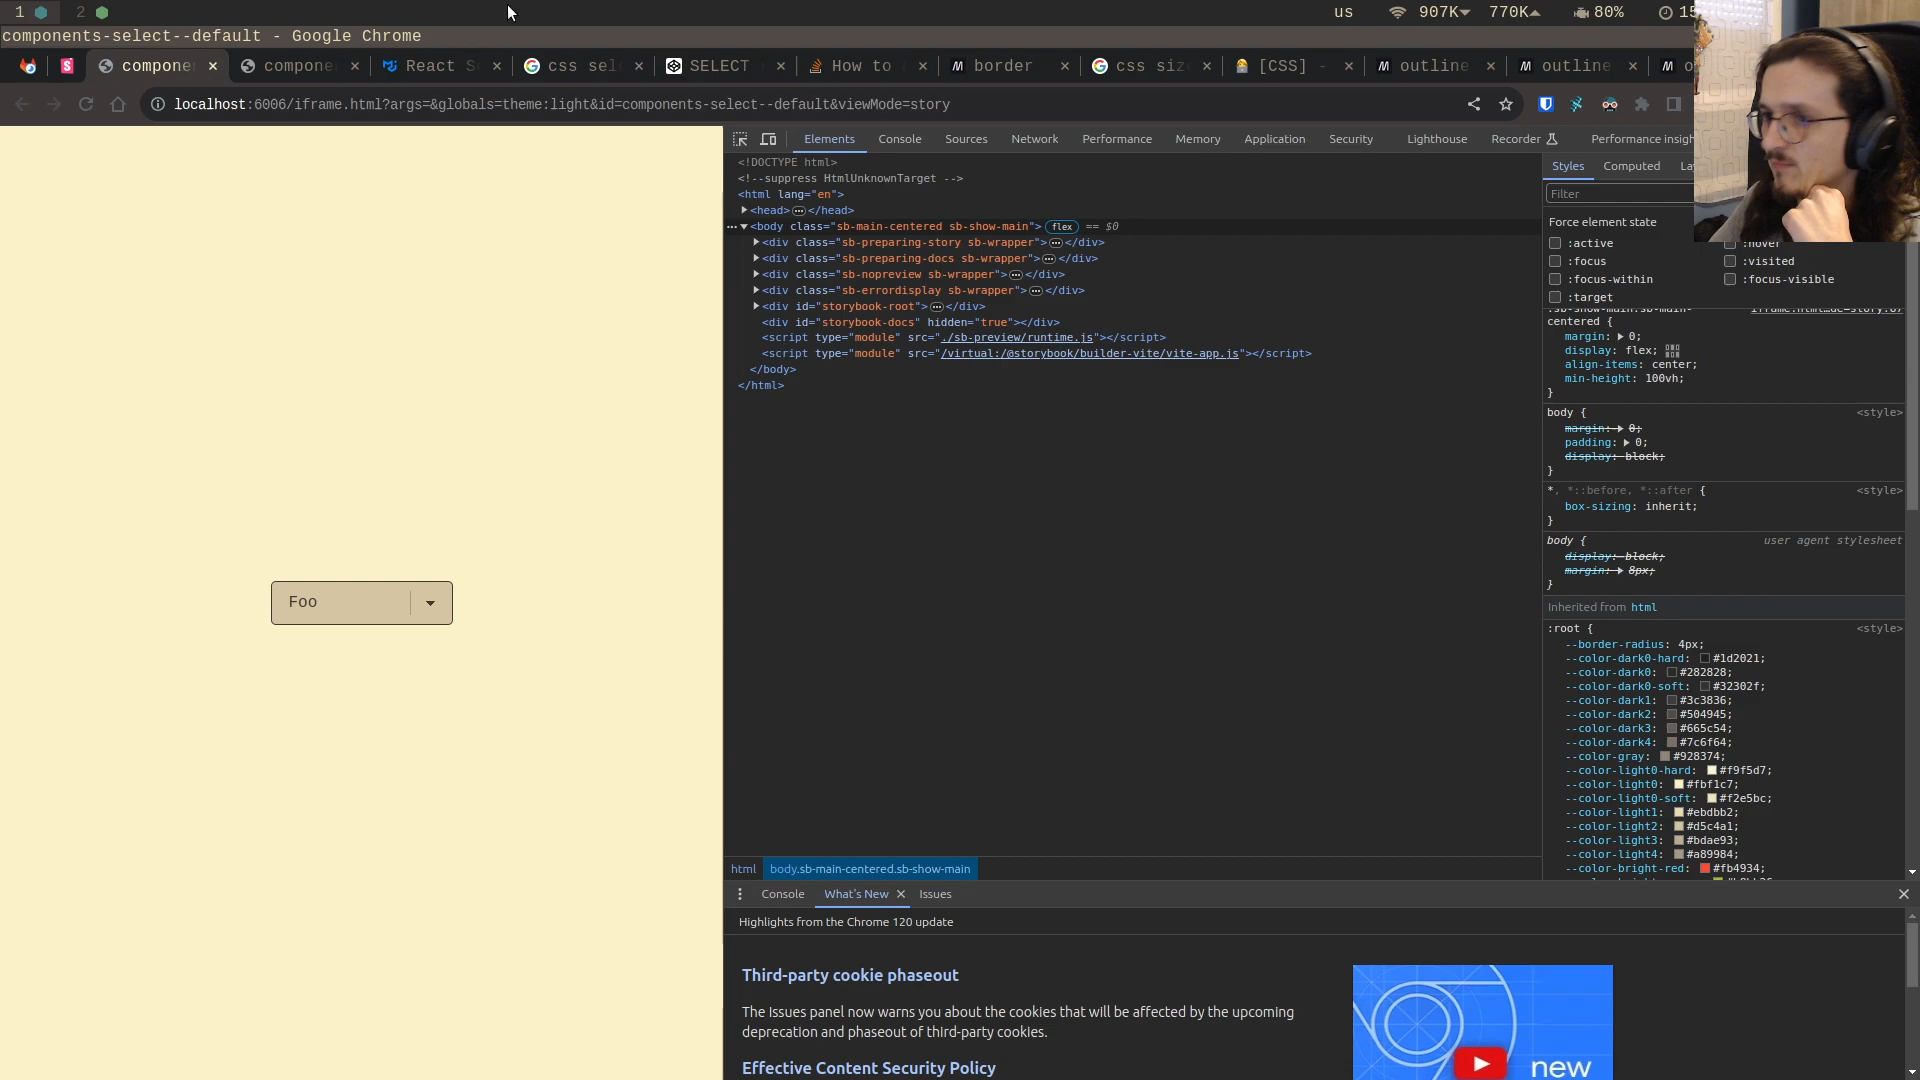 1 2 us 907K 770K 80% 15
components-select--default - Google Chrome
compone × compone × React S × css sel × SELECT × How to × border × css siz × [CSS] - × outline × outline ×
localhost:6006/iframe.html?args=&globals=theme:light&id=components-select--default&viewMode=story
Elements Console Sources Network Performance Memory Application Security Lighthouse Recorder Performance insigh
<!DOCTYPE html>
<!--suppress HtmlUnknownTarget -->
<html lang="en">
<head> </head>
<body class="sb-main-centered sb-show-main"> flex == $0
<div class="sb-preparing-story sb-wrapper"> </div>
<div class="sb-preparing-docs sb-wrapper"> </div>
<div class="sb-nopreview sb-wrapper"> </div>
<div class="sb-errordisplay sb-wrapper"> </div>
<div id="storybook-root"> </div>
<div id="storybook-docs" hidden="true"></div>
<script type="module" src="./sb-preview/runtime.js"></script>
<script type="module" src="/virtual:/@storybook/builder-vite/vite-app.js"></script>
</body>
</html>
Foo
html body.sb-main-centered.sb-show-main
Styles Computed La
Filter
Force element state
:active :hover
:focus :visited
:focus-within :focus-visible
:target
.sb-show-main.sb-main-
centered {
margin: 0;
display: flex;
align-items: center;
min-height: 100vh;
}
body { <style>
margin: 0;
padding: 0;
display: block;
}
*, *::before, *::after { <style>
box-sizing: inherit;
}
body { user agent stylesheet
display: block;
margin: 8px;
}
Inherited from html
:root { <style>
--border-radius: 4px;
--color-dark0-hard: #1d2021;
--color-dark0: #282828;
--color-dark0-soft: #32302f;
--color-dark1: #3c3836;
--color-dark2: #504945;
--color-dark3: #665c54;
--color-dark4: #7c6f64;
--color-gray: #928374;
--color-light0-hard: #f9f5d7;
--color-light0: #fbf1c7;
--color-light0-soft: #f2e5bc;
--color-light1: #ebdbb2;
--color-light2: #d5c4a1;
--color-light3: #bdae93;
--color-light4: #a89984;
--color-bright-red: #fb4934;
Console What's New Issues
Highlights from the Chrome 120 update
Third-party cookie phaseout
The Issues panel now warns you about the cookies that will be affected by the upcoming
deprecation and phaseout of third-party cookies.
Effective Content Security Policy
new